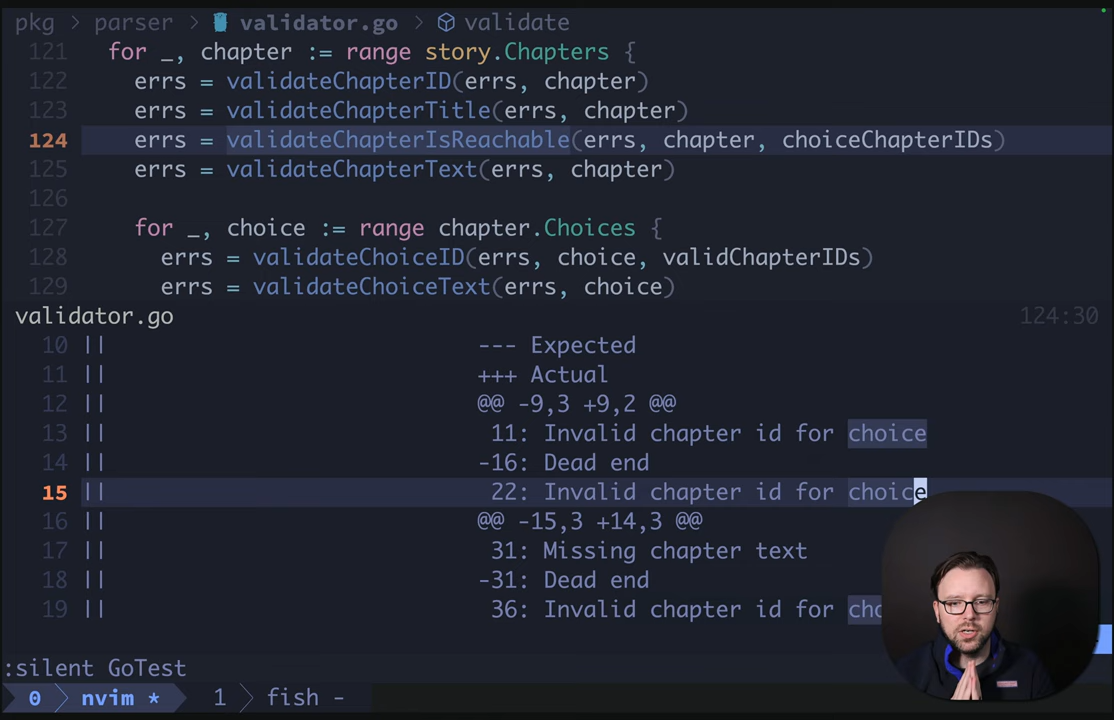 pkg > parser > validator.go > validate
121 for _, chapter := range story.Chapters {
122 errs = validateChapterID(errs, chapter)
123 errs = validateChapterTitle(errs, chapter)
124 errs = validateChapterIsReachable(errs, chapter, choiceChapterIDs)
125 errs = validateChapterText(errs, chapter)
126
127 for _, choice := range chapter.Choices {
128 errs = validateChoiceID(errs, choice, validChapterIDs)
129 errs = validateChoiceText(errs, choice)
validator.go 124:30
10 || --- Expected
11 || +++ Actual
12 || @@ -9,3 +9,2 @@
13 || 11: Invalid chapter id for choice
14 || -16: Dead end
15 || 22: Invalid chapter id for choice
16 || @@ -15,3 +14,3 @@
17 || 31: Missing chapter text
18 || -31: Dead end
19 || 36: Invalid chapter id for
:silent GoTest
0 > nvim * 1 > fish -